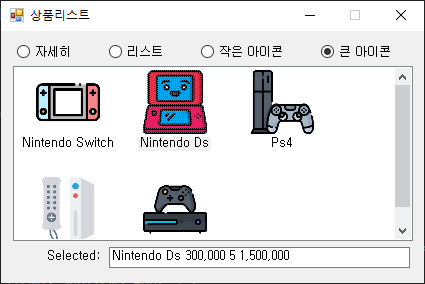 상품리스트
자세히 리스트 작은 아이콘 큰 아이콘
Nintendo Switch Nintendo Ds Ps4
Selected: Nintendo Ds 300,000 5 1,500,000